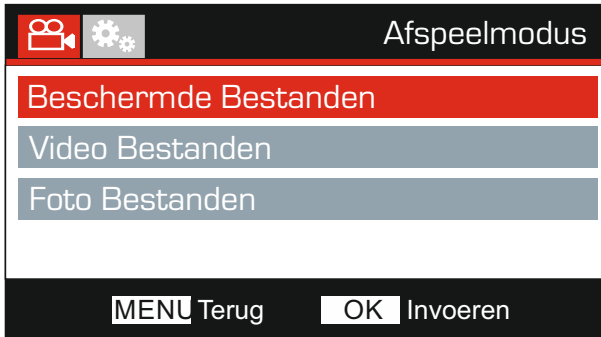 Afspeelmodus
Beschermde Bestanden
Video Bestanden
Foto Bestanden
MENU Terug OK Invoeren